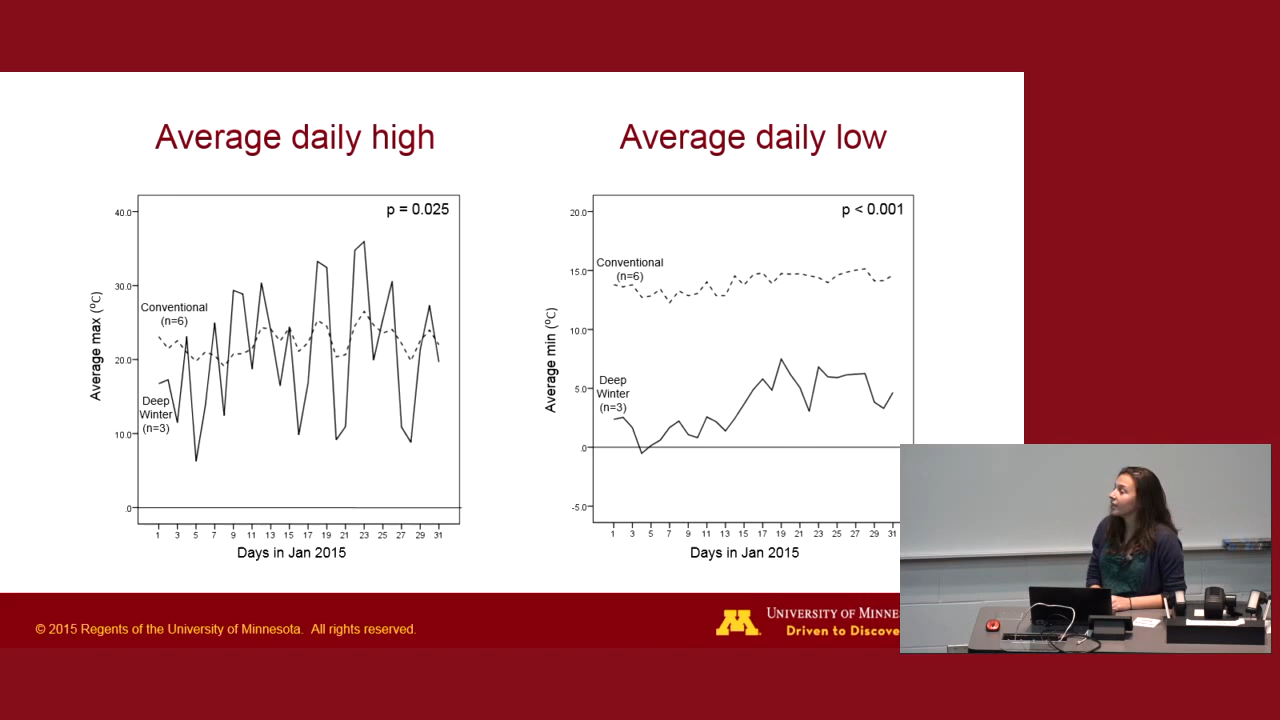 Average daily high
Average daily low
p = 0.025
40.0
30.0
20.0
10.0
.0
Average max (°C)
Conventional
(n=6)
Deep
Winter
(n=3)
1 3 5 7 9 11 13 15 17 19 21 23 25 27 29 31
Days in Jan 2015
p < 0.001
20.0
15.0
10.0
5.0
.0
-5.0
Average min (°C)
Conventional
(n=6)
Deep
Winter
(n=3)
1 3 5 7 9 11 13 15 17 19 21 23 25 27 29 31
Days in Jan 2015
© 2015 Regents of the University of Minnesota. All rights reserved.
M
UNIVERSITY OF MINNE
Driven to Discove